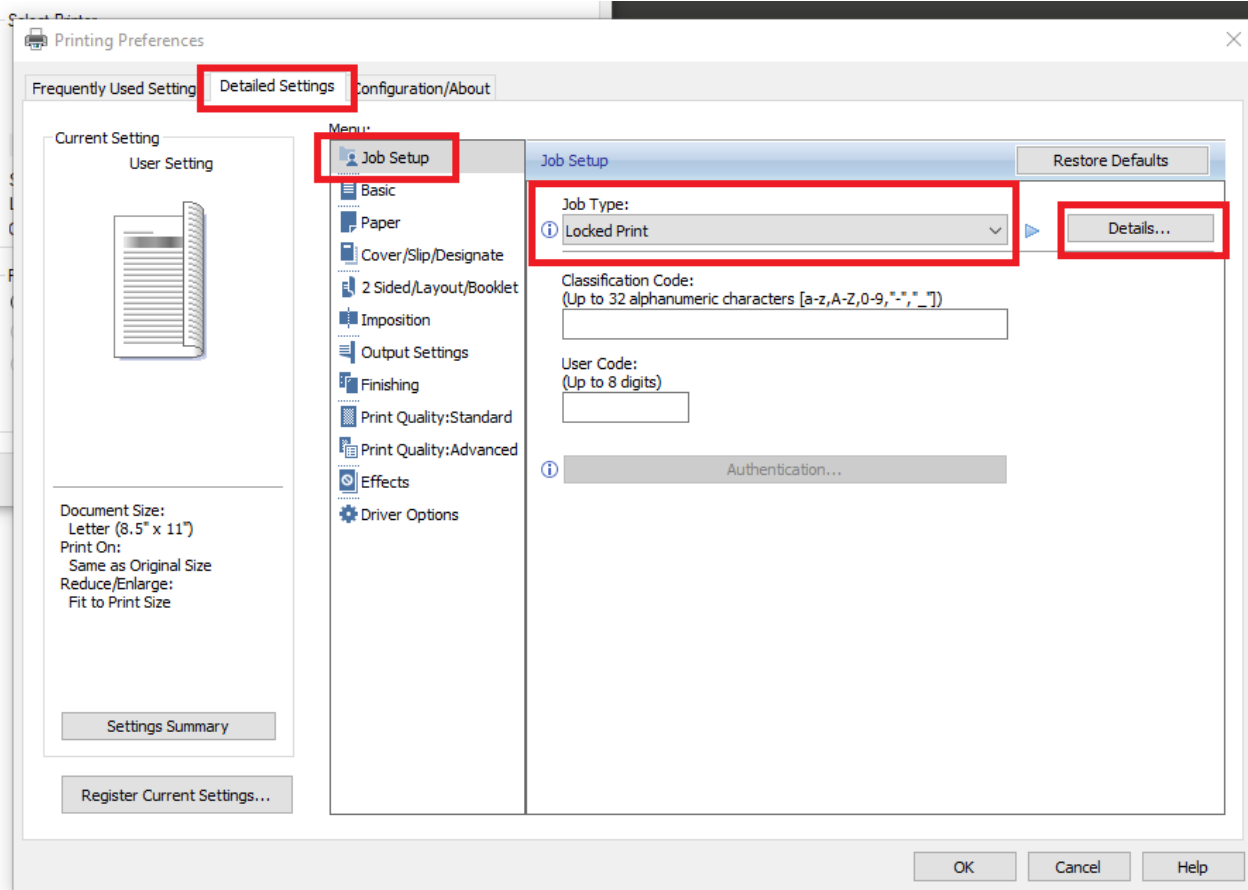 Select Printer
Printing Preferences
Frequently Used Setting
Detailed Settings
Configuration/About
Current Setting
User Setting
Document Size:
Letter (8.5" x 11")
Print On:
Same as Original Size
Reduce/Enlarge:
Fit to Print Size
Settings Summary
Register Current Settings...
Menu:
Job Setup
Basic
Paper
Cover/Slip/Designate
2 Sided/Layout/Booklet
Imposition
Output Settings
Finishing
Print Quality:Standard
Print Quality:Advanced
Effects
Driver Options
Job Setup
Restore Defaults
Job Type:
Locked Print
Details...
Classification Code:
(Up to 32 alphanumeric characters [a-z,A-Z,0-9,"-","_"])
User Code:
(Up to 8 digits)
Authentication...
OK
Cancel
Help